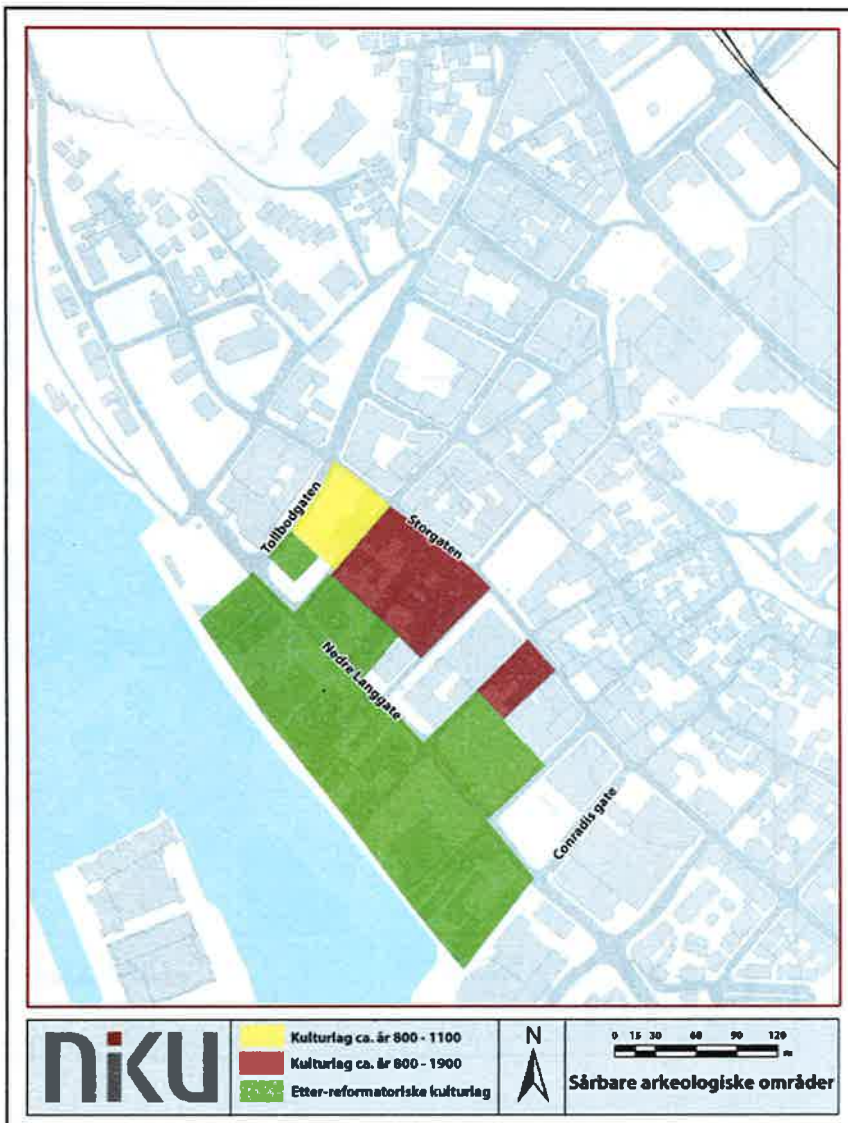 Tollbodgaten
Storgaten
Nedre Langgate
Conradis gate
niku
Kulturlag ca. år 800 - 1100
Kulturlag ca. år 800 - 1900
Etter-reformatoriske kulturlag
N
0 15 30 60 90 120
m
Sårbare arkeologiske områder